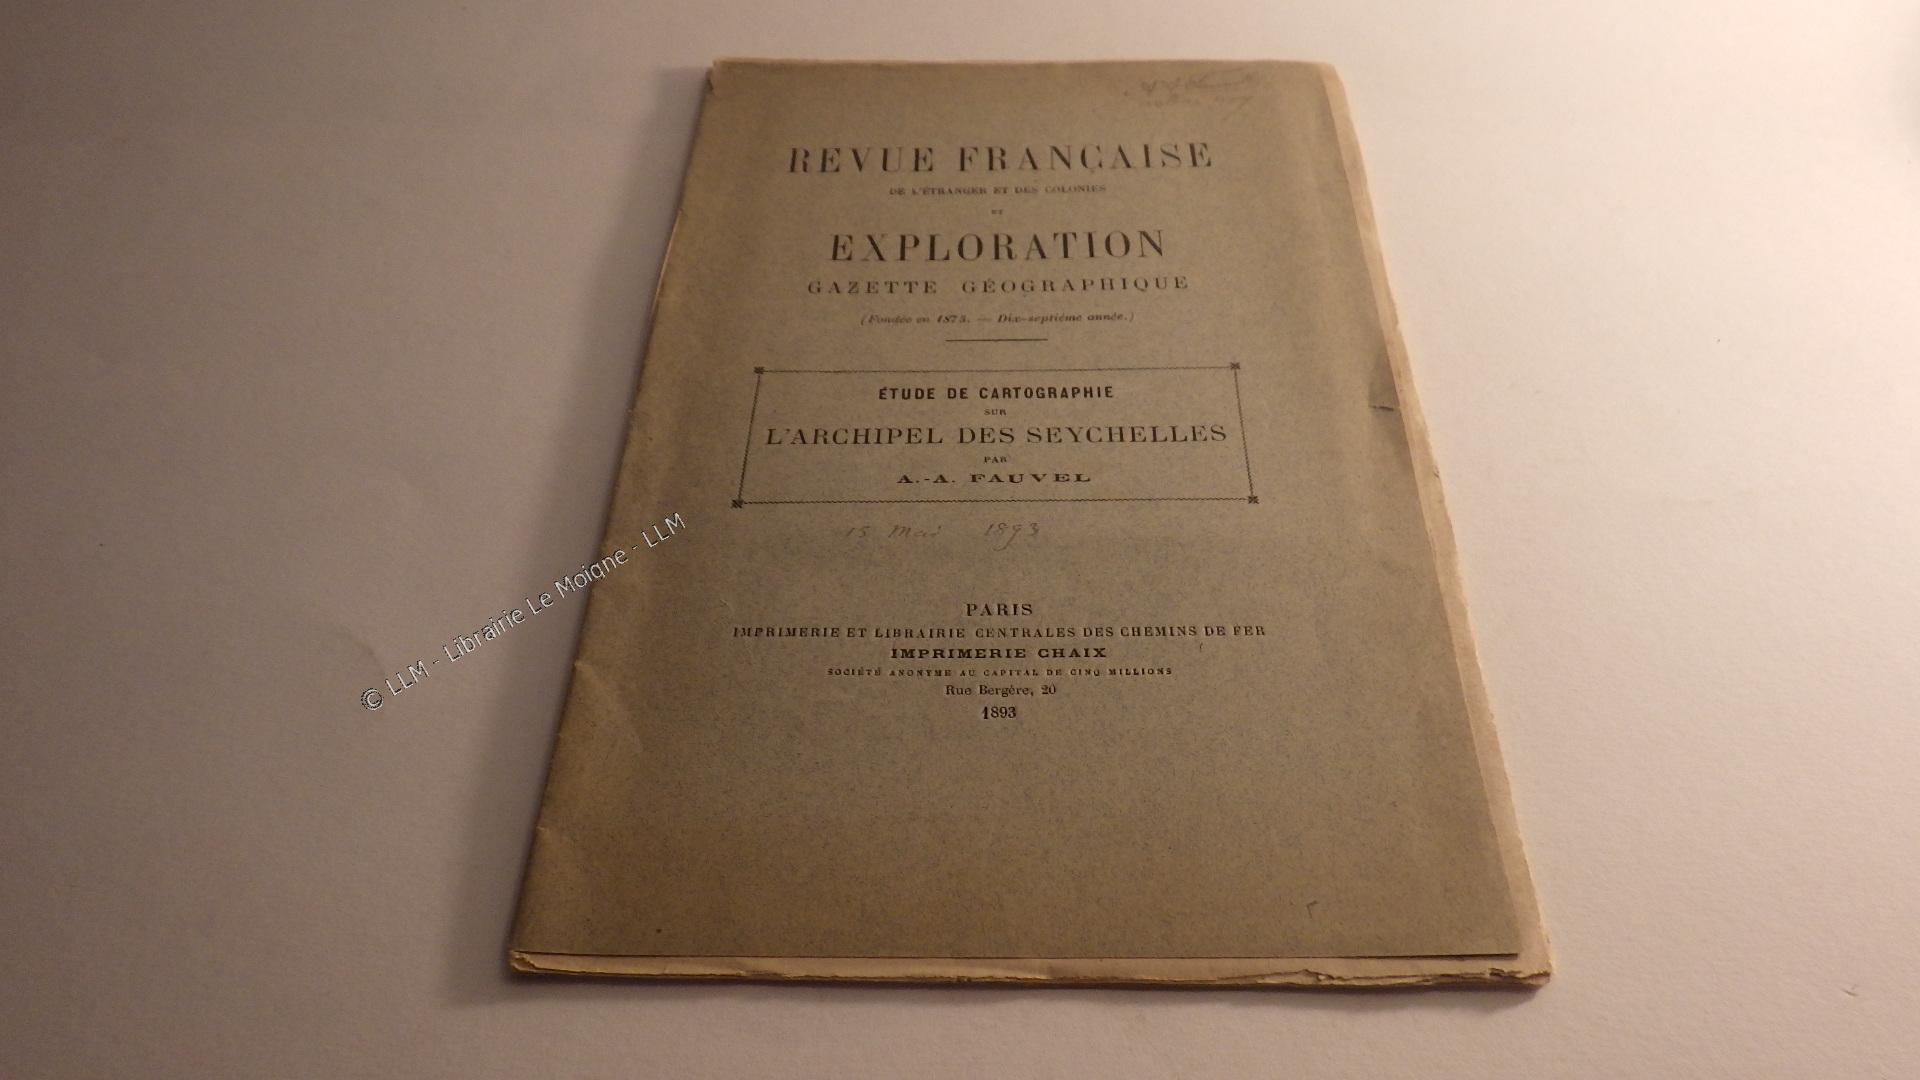 REVUE FRANÇAISE
DE L'ÉTRANGER ET DES COLONIES
ET
EXPLORATION
GAZETTE GÉOGRAPHIQUE
(Fondée en 1875. — Dix-septième année.)
ÉTUDE DE CARTOGRAPHIE
SUR
L'ARCHIPEL DES SEYCHELLES
PAR
A.-A. FAUVEL
15 Mai 1893
PARIS
IMPRIMERIE ET LIBRAIRIE CENTRALES DES CHEMINS DE FER
IMPRIMERIE CHAIX
SOCIÉTÉ ANONYME AU CAPITAL DE CINQ MILLIONS
Rue Bergère, 20
1893
© LLM - Librairie Le Moigne - LLM